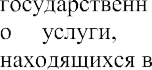 государственн
о услуги,
находящихся в